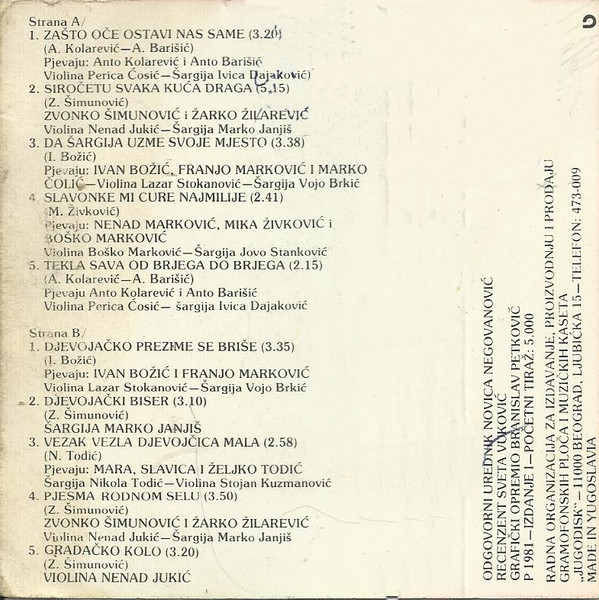 Strana A/
1. ZAŠTO OČE OSTAVI NAS SAME (3.20)
(A. Kolarević—A. Barišić)
Pjevaju: Anto Kolarević i Anto Barišić
Violina Perica Ćosić—Šargija Ivica Dajaković)
2. SIROČETU SVAKA KUĆA DRAGA (5.15)
(Z. Šimunović)
ZVONKO ŠIMUNOVIĆ i ŽARKO ŽILAREVIĆ
Violina Nenad Jukić—Šargija Marko Janjiš
3. DA ŠARGIJA UZME SVOJE MJESTO (3.38)
(I. Božić)
Pjevaju: IVAN BOŽIĆ, FRANJO MARKOVIĆ I MARKO
ČOLIĆ—Violina Lazar Stokanović—Šargija Vojo Brkić
4 SLAVONKE MI CURE NAJMILIJE (2.41)
(M. Živković)
Pjevaju: NENAD MARKOVIĆ, MIKA ŽIVKOVIĆ i
BOŠKO MARKOVIĆ
Violina Boško Marković—Šargija Jovo Stanković
5. TEKLA SAVA OD BRJEGA DO BRJEGA (2.15)
(A. Kolarević—A. Barišić)
Pjevaju Anto Kolarević i Anto Barišić
Violina Perica Ćosić— šargija Ivica Dajaković
Strana B/
1. DJEVOJAČKO PREZIME SE BRIŠE (3.35)
(I. Božić)
Pjevaju: IVAN BOŽIĆ I FRANJO MARKOVIĆ
Violina Lazar Stokanović—Šargija Vojo Brkić
2. DJEVOJAČKI BISER (3.10)
(Z. Šimunović)
ŠARGIJA MARKO JANJIŠ
3. VEZAK VEZLA DJEVOJČICA MALA (2.58)
(N. Todić)
Pjevaju: MARA, SLAVICA I ŽELJKO TODIĆ
Šargija Nikola Todić—Violina Stojan Kuzmanović
4. PJESMA RODNOM SELU (3.50)
(Z. Šimunović)
ZVONKO ŠIMUNOVIĆ I ŽARKO ŽILAREVIĆ
Violina Nenad Jukić—Šargija Marko Janjiš
5. GRADAČKO KOLO (3.20)
(Z. Šimunović)
VIOLINA NENAD JUKIĆ
ODGOVORNI UREDNIK NOVICA NEGOVANOVIĆ
RECENZENT SVETA VUKOVIĆ
GRAFIČKI OPREMIO BRANISLAV PETKOVIĆ
P 1981—IZDANJE I—POČETNI TIRAŽ: 5.000
RADNA ORGANIZACIJA ZA IZDAVANJE, PROIZVODNJU I PRODAJU
GRAMOFONSKIH PLOČA I MUZIČKIH KASETA
„JUGODISK”—11000 BEOGRAD, LJUBIČKA 15—TELEFON: 473-009
MADE IN YUGOSLAVIA